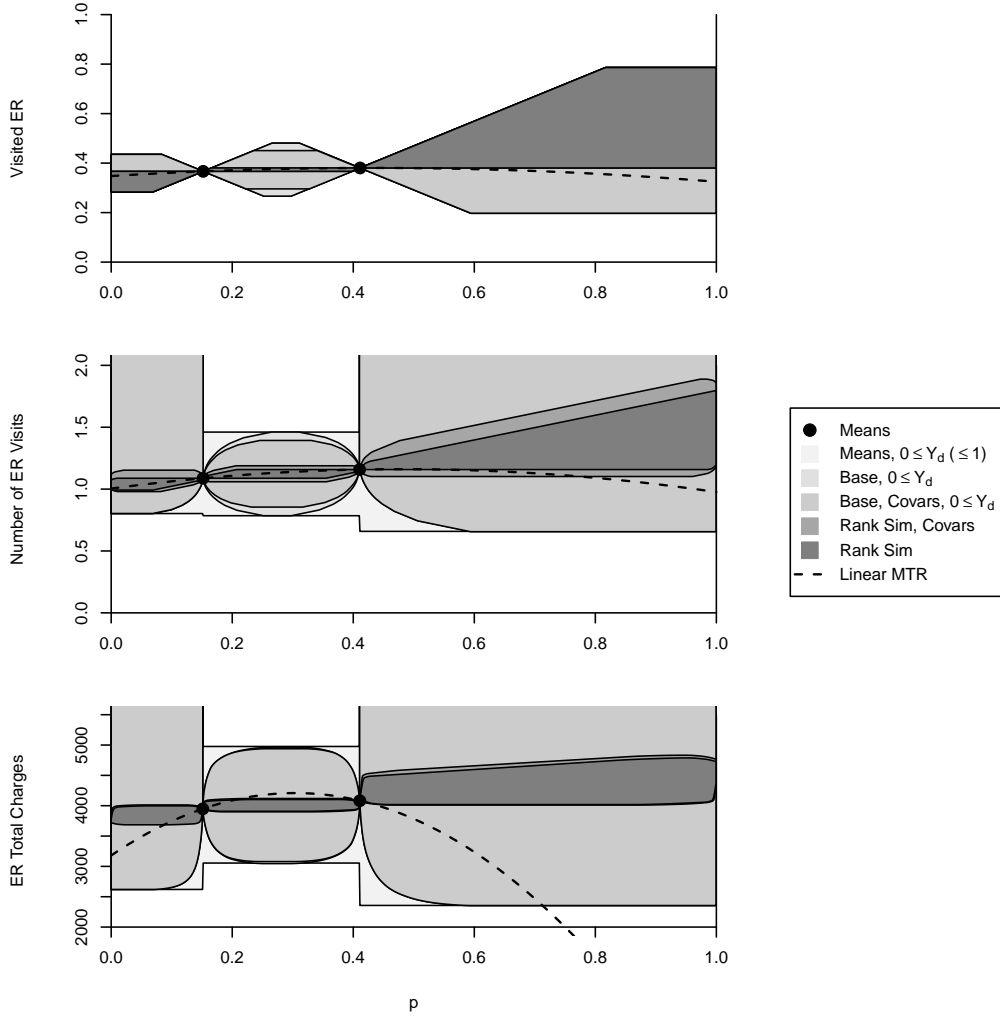 Visited ER
0.0 0.2 0.4 0.6 0.8 1.0
0.0 0.2 0.4 0.6 0.8 1.0
Number of ER Visits
0.0 0.5 1.0 1.5 2.0
0.0 0.2 0.4 0.6 0.8 1.0
ER Total Charges
2000 3000 4000 5000
0.0 0.2 0.4 0.6 0.8 1.0
p
Means
Means, 0 ≤ Y_d (≤ 1)
Base, 0 ≤ Y_d
Base, Covars, 0 ≤ Y_d
Rank Sim, Covars
Rank Sim
Linear MTR